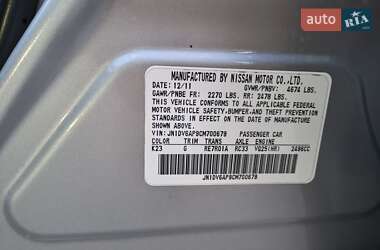 auto RIA.com
MANUFACTURED BY NISSAN MOTOR CO.,LTD.
DATE: 12/11 GVWR/PNBV: 4674 LBS.
GAWR/PNBE FR: 2270 LBS. RR: 2478 LBS.
THIS VEHICLE CONFORMS TO ALL APPLICABLE FEDERAL
MOTOR VEHICLE SAFETY, BUMPER, AND THEFT PREVENTION
STANDARDS IN EFFECT ON THE DATE OF
MANUFACTURE SHOWN ABOVE.
VIN: JN1DV6AP9CM700679 PASSENGER CAR
COLOR TRIM TRANS AXLE ENGINE
K23 G RE7R01A RC33 VQ25(HR) 2496CC
JN1DV6AP9CM700679